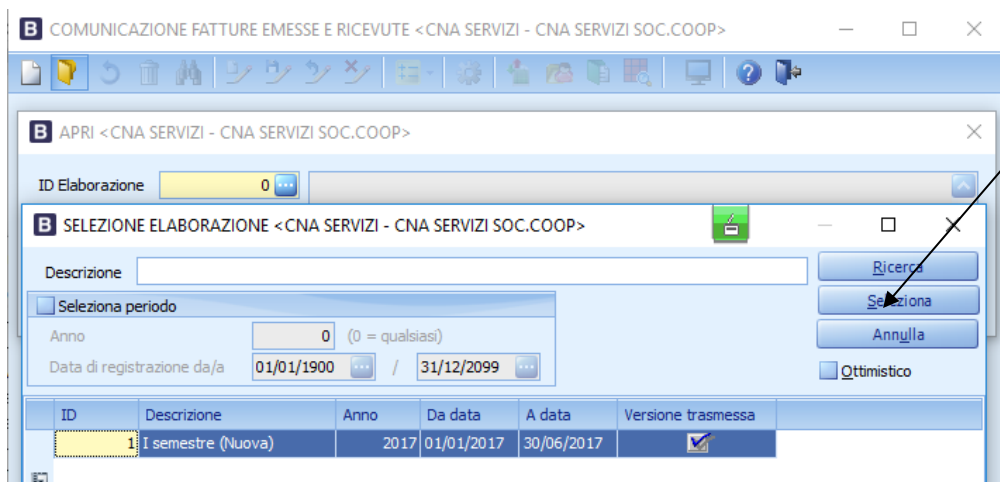 B COMUNICAZIONE FATTURE EMESSE E RICEVUTE <CNA SERVIZI - CNA SERVIZI SOC.COOP>
B APRI <CNA SERVIZI - CNA SERVIZI SOC.COOP>
ID Elaborazione 0 ...
B SELEZIONE ELABORAZIONE <CNA SERVIZI - CNA SERVIZI SOC.COOP>
Descrizione Ricerca
Seleziona periodo Seleziona
Anno 0 (0 = qualsiasi) Annulla
Data di registrazione da/a 01/01/1900 ... / 31/12/2099 ... Ottimistico
ID Descrizione Anno Da data A data Versione trasmessa
1 I semestre (Nuova) 2017 01/01/2017 30/06/2017